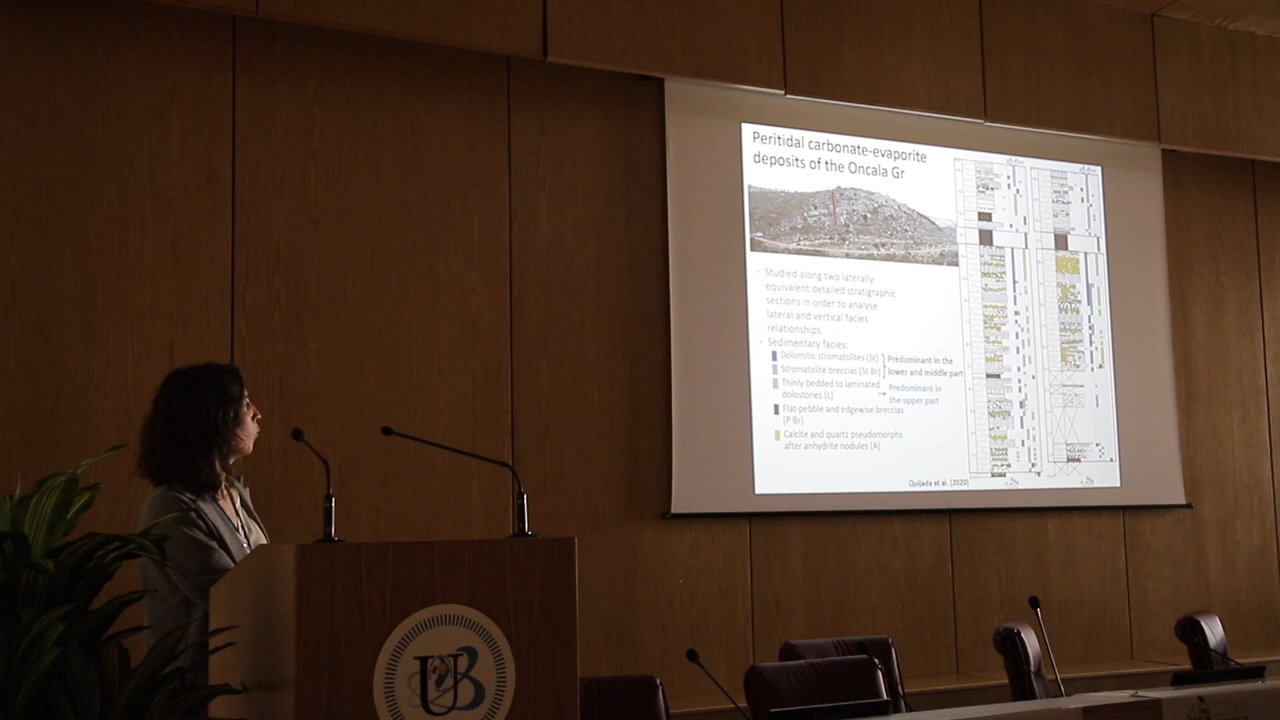 Peritidal carbonate-evaporite
deposits of the Oncala Gr
- Studied along two laterally-
equivalent detailed stratigraphic
sections in order to analyse
lateral and vertical facies
relationships.
- Sedimentary facies:
Dolomitic stromatolites (St)
Stromatolite breccias (St Br)
Predominant in the
lower and middle part
Thinly-bedded to laminated
dolostones (L)
→ Predominant in
the upper part
Flat-pebble and edgewise breccias
(P Br)
Calcite and quartz pseudomorphs
after anhydrite nodules (A)
Quijada et al. (2020)
UB